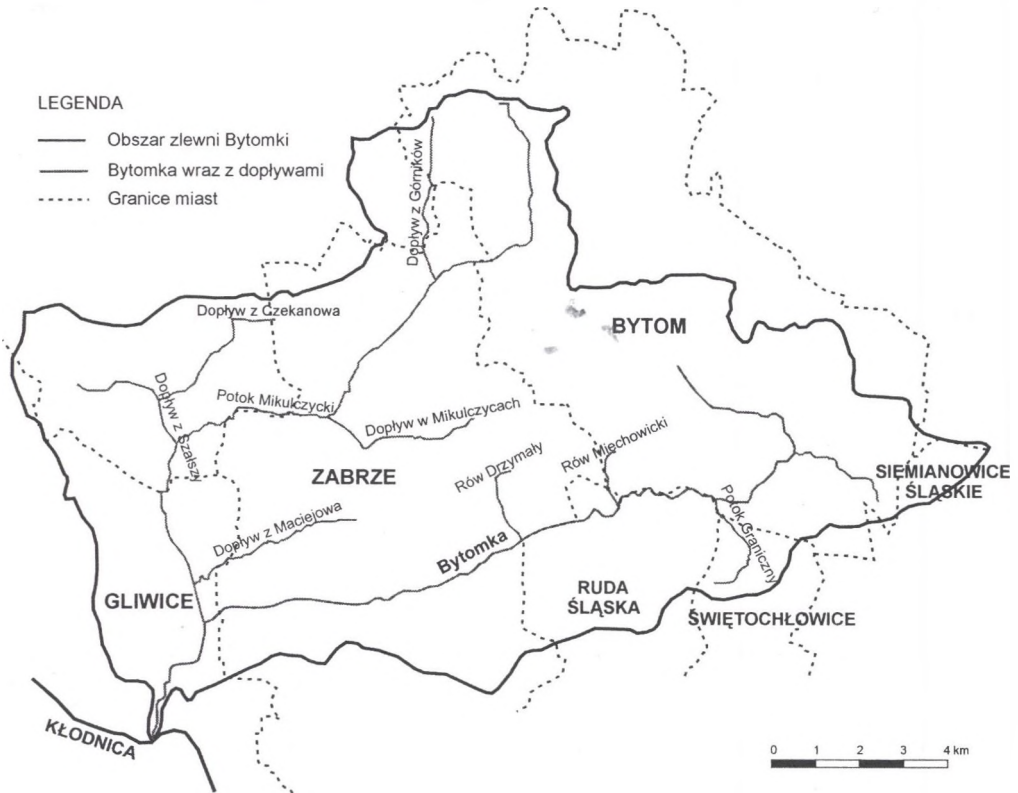 LEGENDA
Obszar zlewni Bytomki
Bytomka wraz z dopływami
Granice miast
Dopływ z Górników
Dopływ z Czekanowa
BYTOM
Dopływ z Szałszy
Potok Mikulczycki
Dopływ w Mikulczycach
ZABRZE
Rów Drzymały
Rów Miechowicki
SIEMIANOWICE
ŚLĄSKIE
Potok Graniczny
Dopływ z Maciejowa
Bytomka
GLIWICE
RUDA
ŚLĄSKA
ŚWIĘTOCHŁOWICE
KŁODNICA
0 1 2 3 4 km